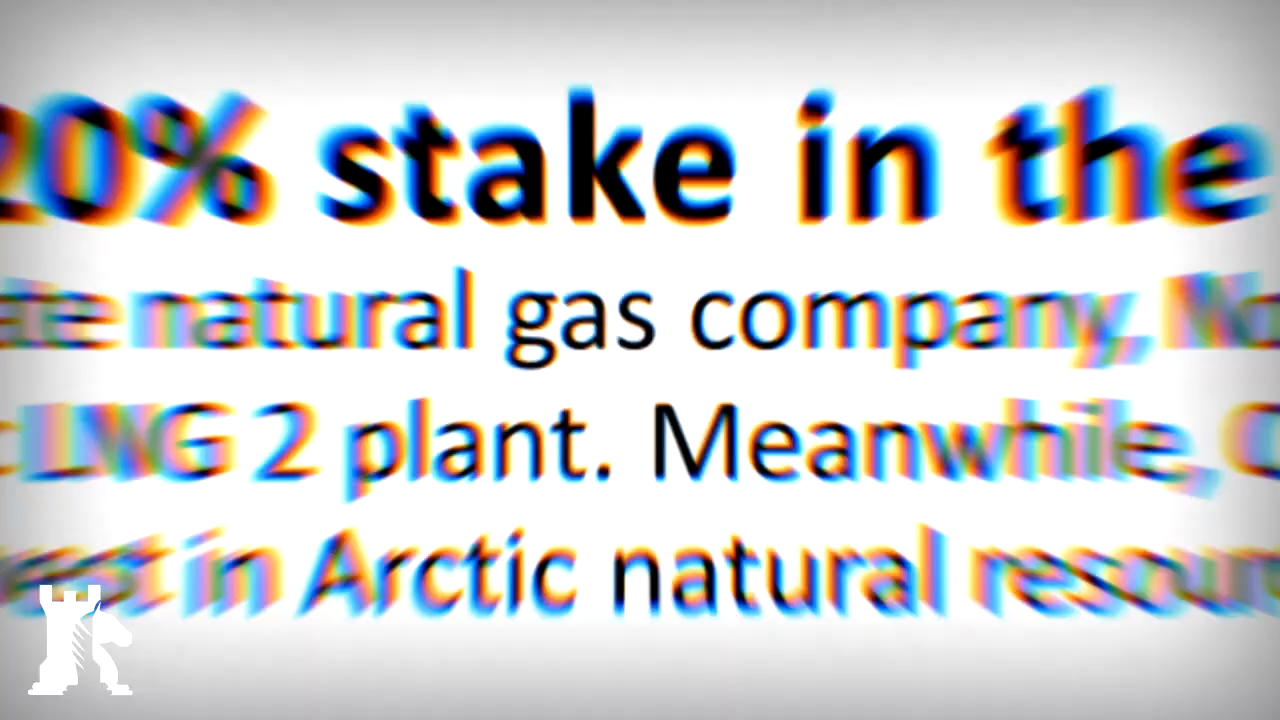 20% stake in the
natural gas company,
LNG 2 plant. Meanwhile,
in Arctic natural